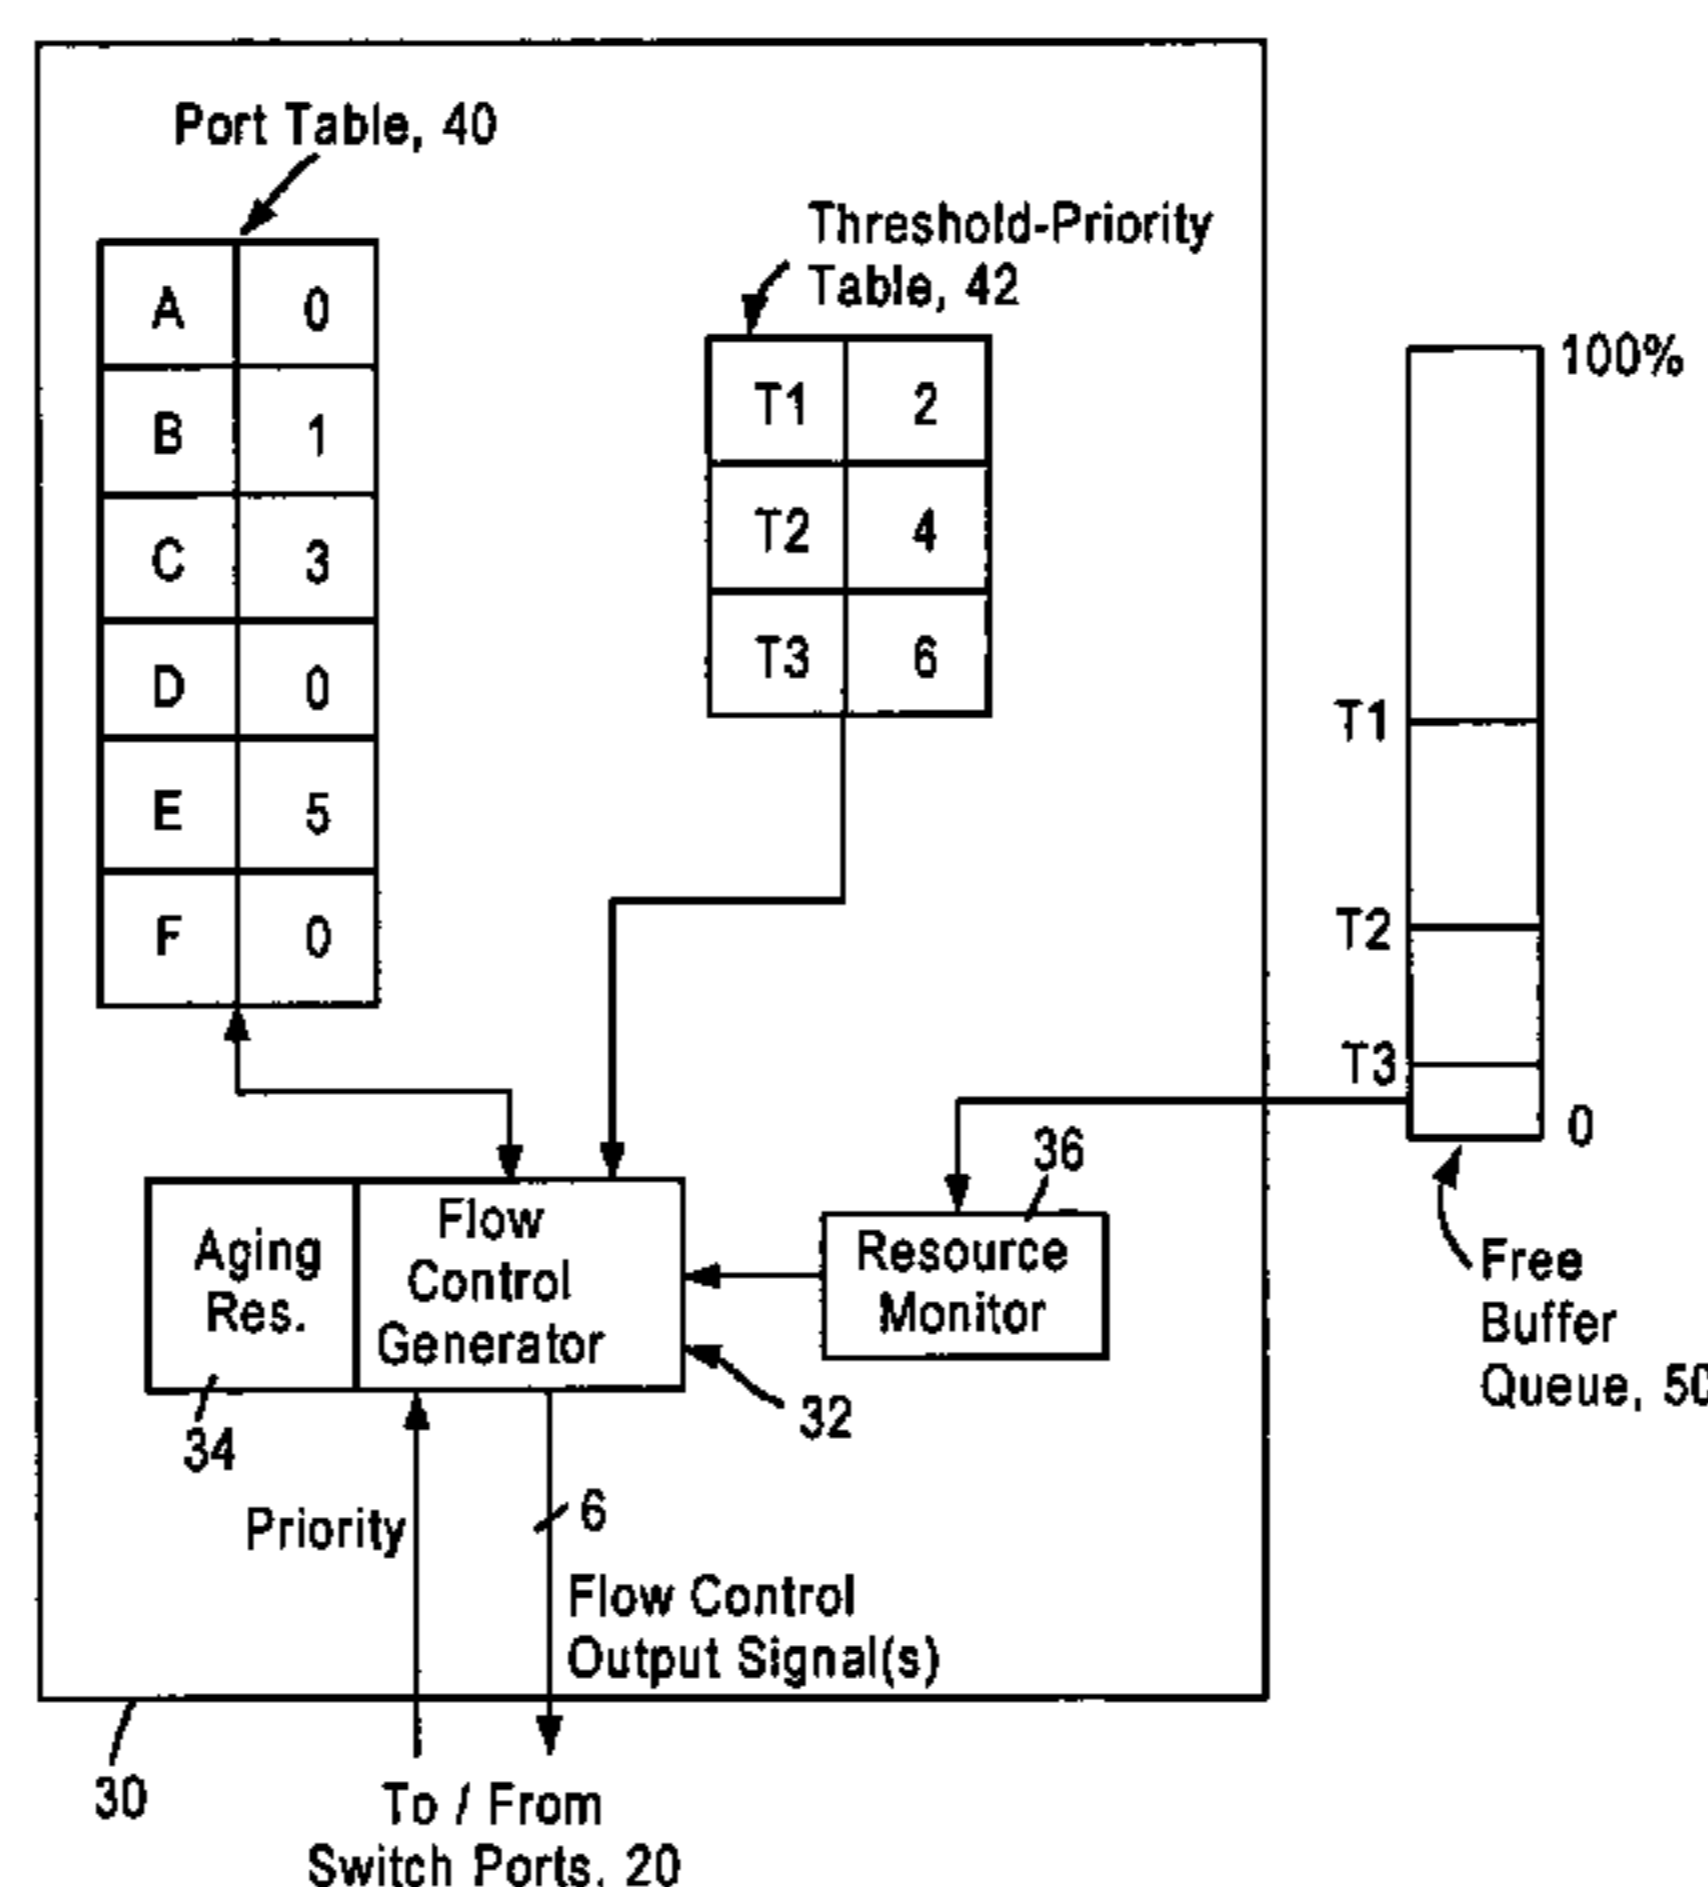 Port Table, 40
A 0
B 1
C 3
D 0
E 5
F 0
Threshold-Priority
Table, 42
T1 2
T2 4
T3 6
100%
T1
T2
T3
0
Free
Buffer
Queue, 50
Aging
Res.
34
Flow
Control
Generator
32
Resource
Monitor
36
Priority
6
Flow Control
Output Signal(s)
30
To / From
Switch Ports, 20